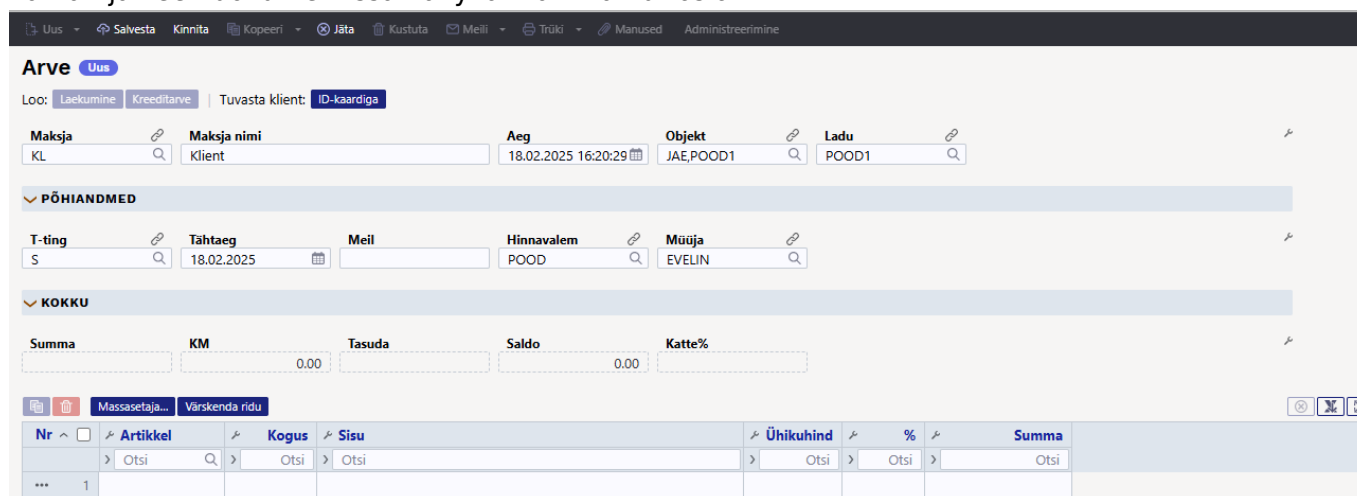 Uus Salvesta Kinnita Kopeeri Jäta Kustuta Meili Trüki Manused Administreerimine
Arve Uus
Loo: Laekumine Kreeditarve | Tuvasta klient: ID-kaardiga
Maksja Maksja nimi Aeg Objekt Ladu
KL Klient 18.02.2025 16:20:29 JAE,POOD1 POOD1
PÕHIANDMED
T-ting Tähtaeg Meil Hinnavalem Müüja
S 18.02.2025 POOD EVELIN
KOKKU
Summa KM Tasuda Saldo Katte%
0.00 0.00
Massasetaja... Värskenda ridu
Nr Artikkel Kogus Sisu Ühikuhind % Summa
Otsi Otsi Otsi Otsi Otsi Otsi
1